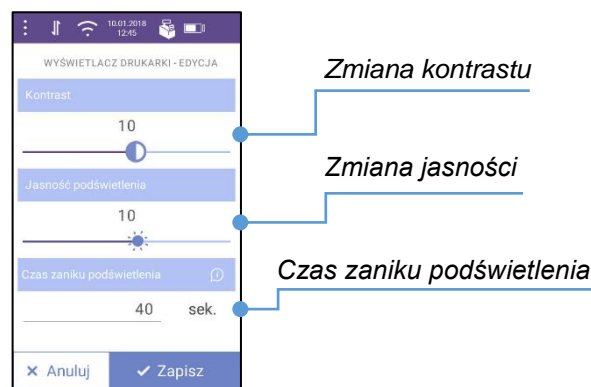 10.01.2018
12:45
WYŚWIETLACZ DRUKARKI - EDYCJA
Kontrast
10
Jasność podświetlenia
10
Czas zaniku podświetlenia
40 sek.
Anuluj Zapisz
Zmiana kontrastu
Zmiana jasności
Czas zaniku podświetlenia